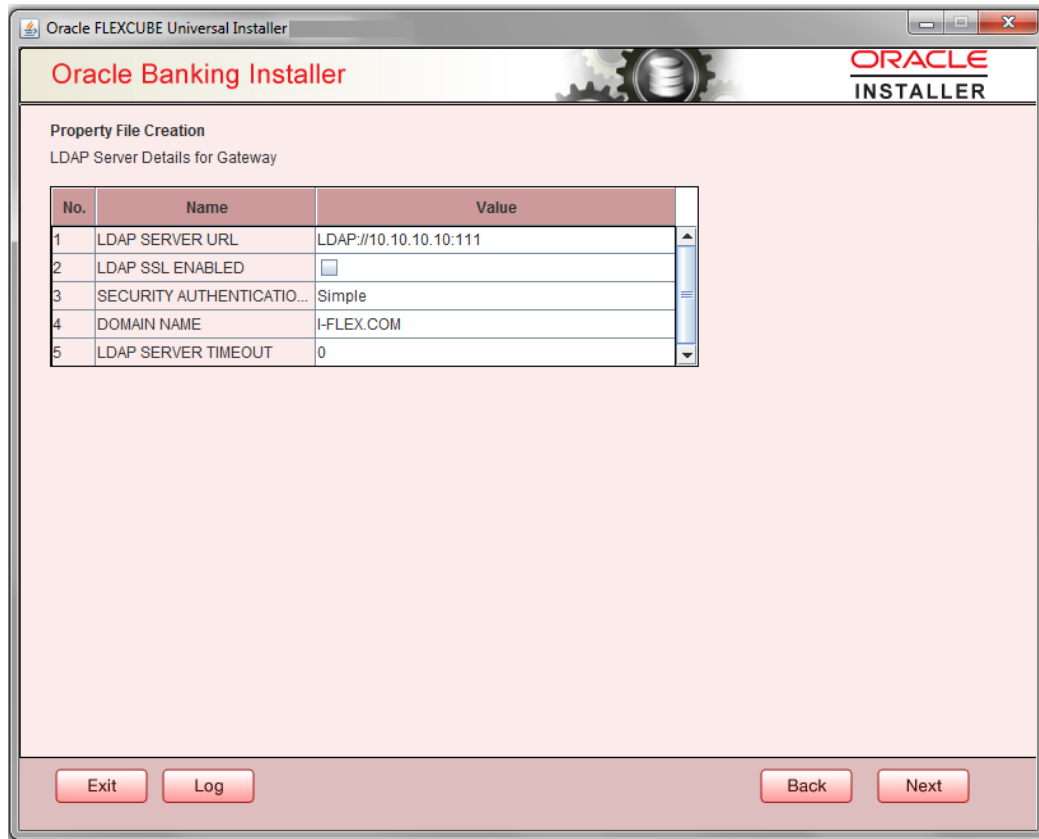 Oracle FLEXCUBE Universal Installer
X
Oracle Banking Installer
ORACLE
INSTALLER
Property File Creation
LDAP Server Details for Gateway
No. Name Value
1 LDAP SERVER URL LDAP://10.10.10.10:111
2 LDAP SSL ENABLED
3 SECURITY AUTHENTICATIO... Simple
4 DOMAIN NAME I-FLEX.COM
5 LDAP SERVER TIMEOUT 0
Exit Log Back Next